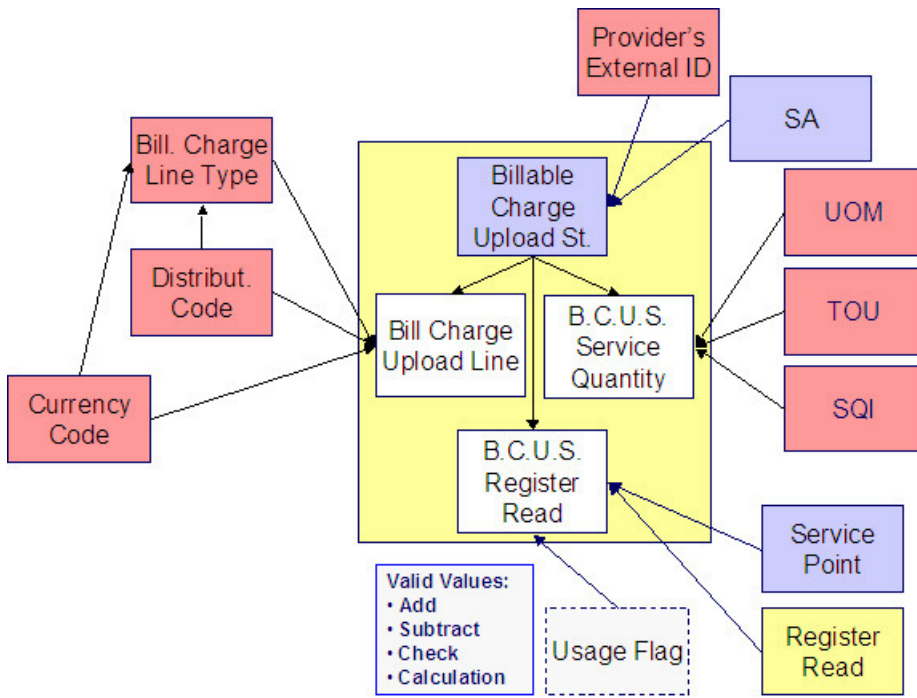 Provider's
External ID
SA
Bill. Charge
Line Type
Billable
Charge
Upload St.
UOM
Distribut.
Code
Bill Charge
Upload Line
B.C.U.S.
Service
Quantity
TOU
Currency
Code
SQI
B.C.U.S.
Register
Read
Service
Point
Valid Values:
• Add
• Subtract
• Check
• Calculation
Usage Flag
Register
Read